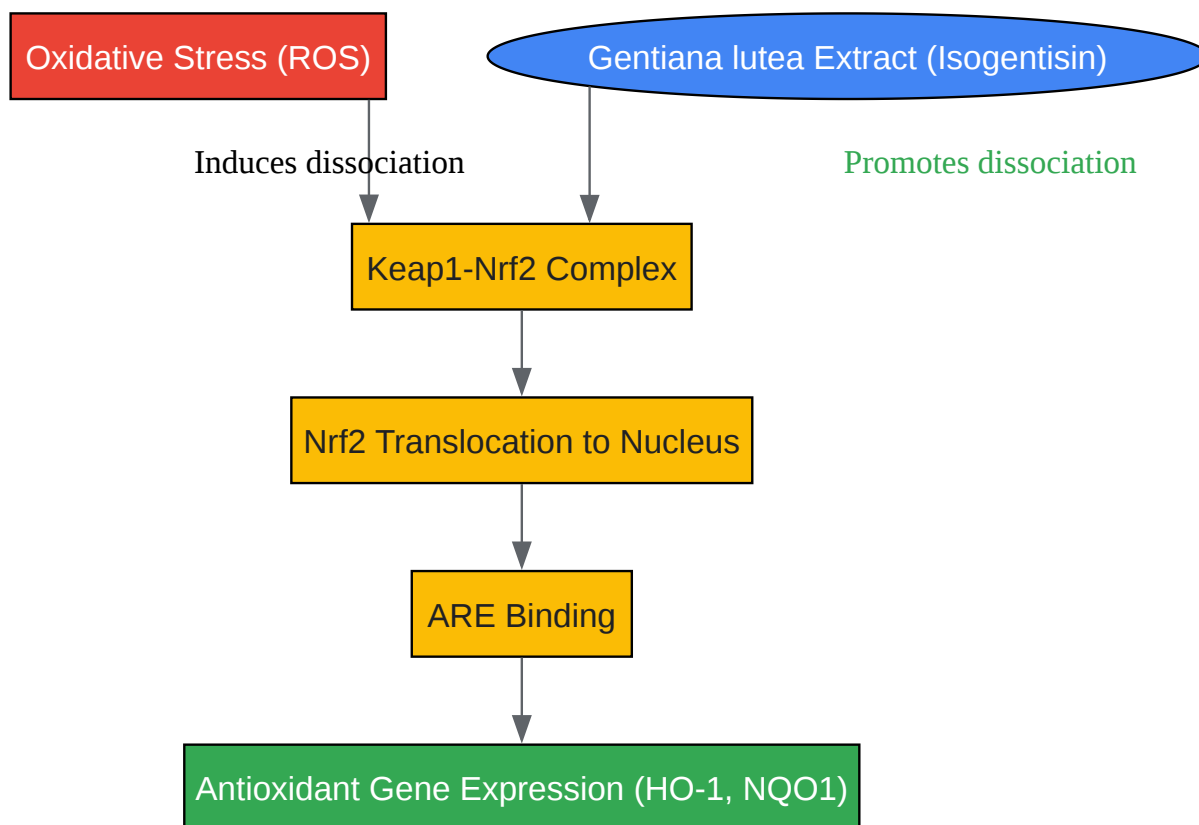 Oxidative Stress (ROS)
Gentiana lutea Extract (Isogentisin)
Induces dissociation
Promotes dissociation
Keap1-Nrf2 Complex
Nrf2 Translocation to Nucleus
ARE Binding
Antioxidant Gene Expression (HO-1, NQO1)